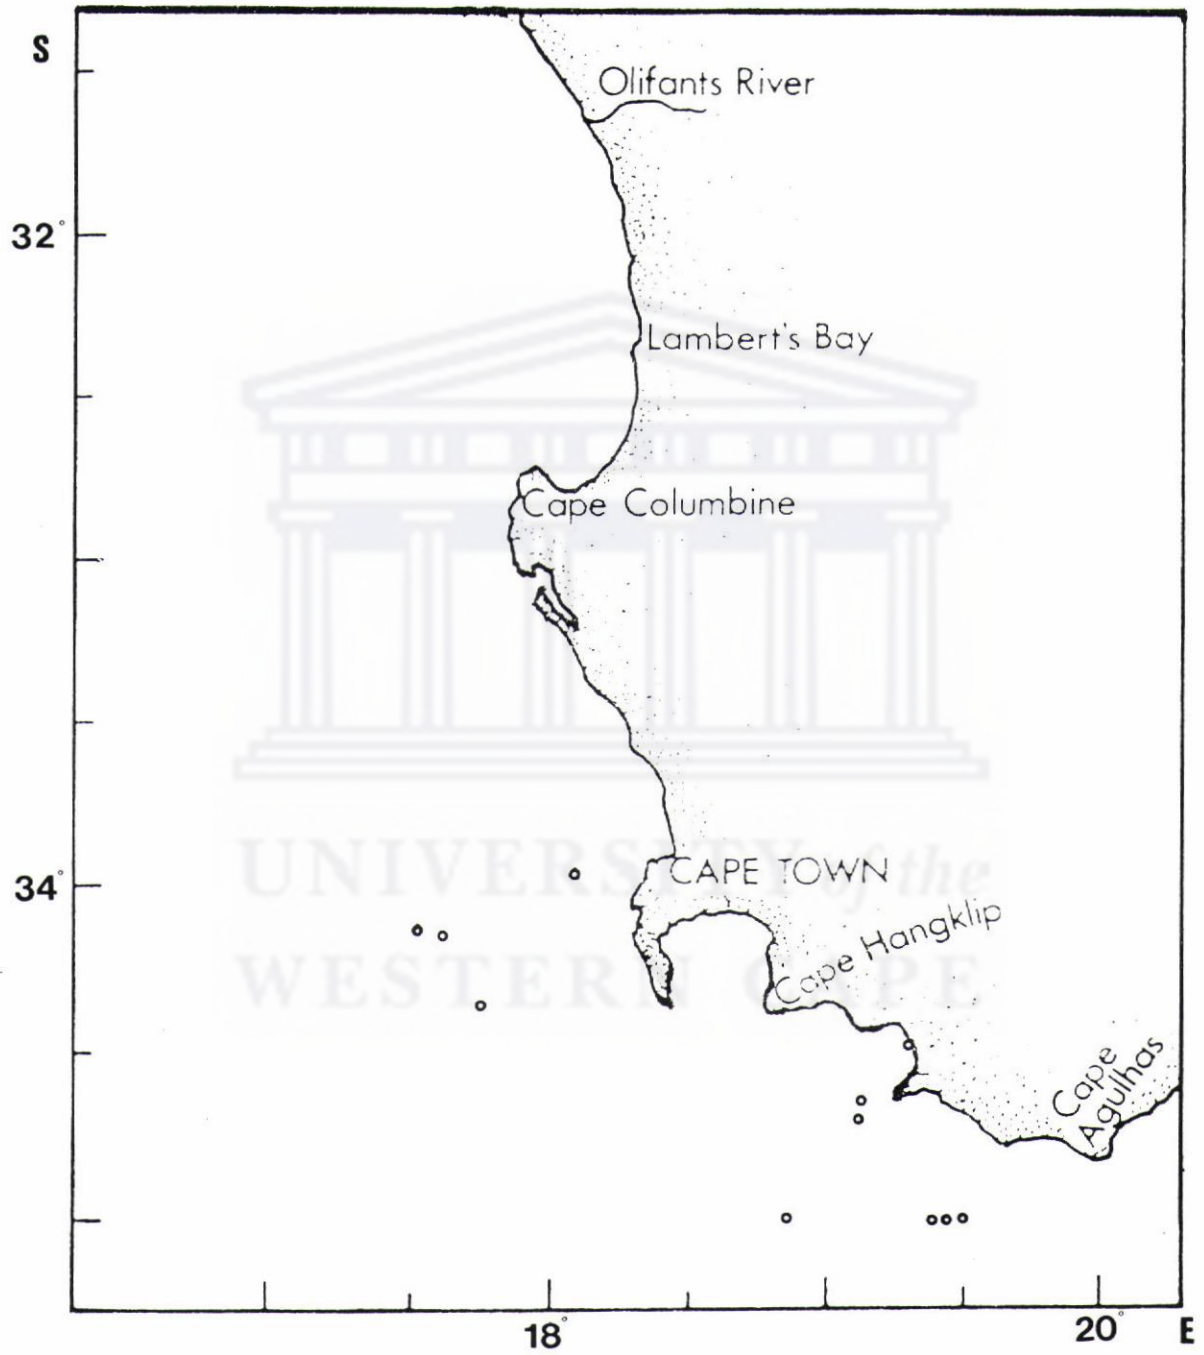 S
Olifants River
32°
Lambert's Bay
Cape Columbine
34°
CAPE TOWN
UNIVERSITY of the
WESTERN CAPE
Cape Hangklip
Cape
Agulhas
18°
20°
E